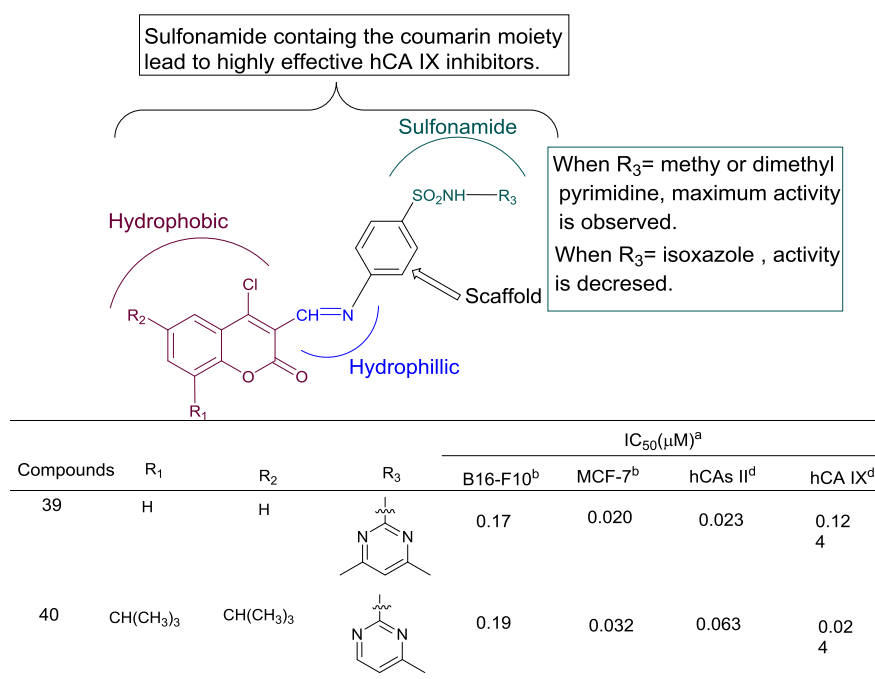 Sulfonamide containg the coumarin moiety
lead to highly effective hCA IX inhibitors.
Sulfonamide
When R₃= methy or dimethyl
pyrimidine, maximum activity
is observed.
When R₃= isoxazole , activity
is decresed.
SO₂NH R₃
Hydrophobic
Scaffold
Cl
R₂
CH N
O O
R₁
Hydrophillic
IC₅₀(μM)ᵃ
Compounds R₁ R₂ R₃ B16-F10ᵇ MCF-7ᵇ hCAs IIᵈ hCA IXᵈ
39 H H 0.17 0.020 0.023 0.12
4
N N
40 CH(CH₃)₃ CH(CH₃)₃ 0.19 0.032 0.063 0.02
4
N N